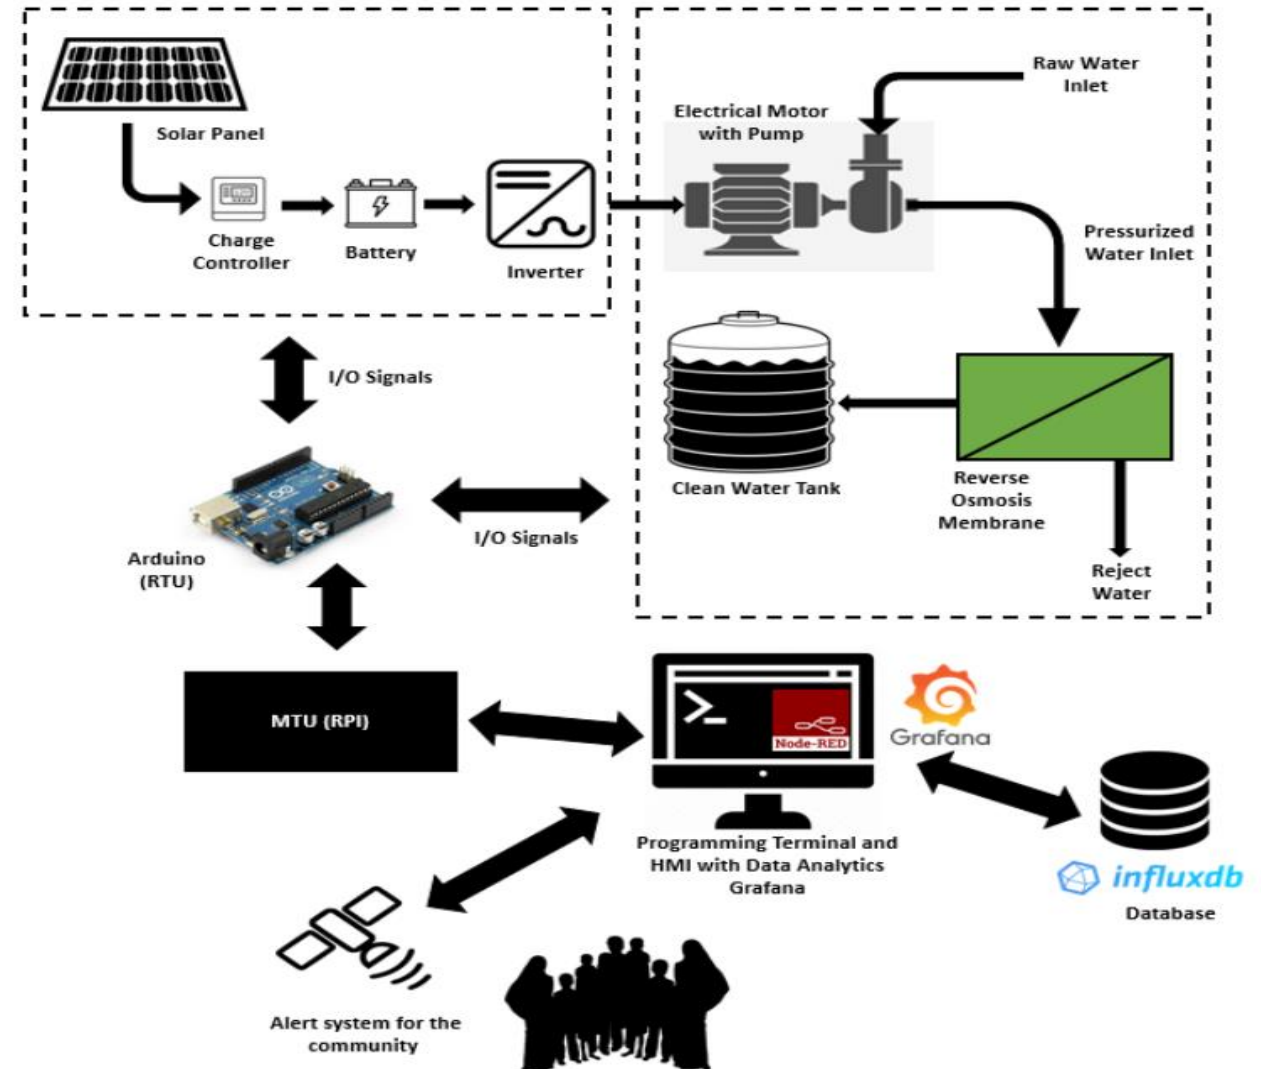 Solar Panel
Charge
Controller
Battery
Inverter
Electrical Motor
with Pump
Raw Water
Inlet
Pressurized
Water Inlet
Clean Water Tank
Reverse
Osmosis
Membrane
Reject
Water
I/O Signals
I/O Signals
Arduino
(RTU)
MTU (RPI)
>_
Node-RED
Grafana
Programming Terminal and
HMI with Data Analytics
Grafana
influxdb
Database
Alert system for the
community